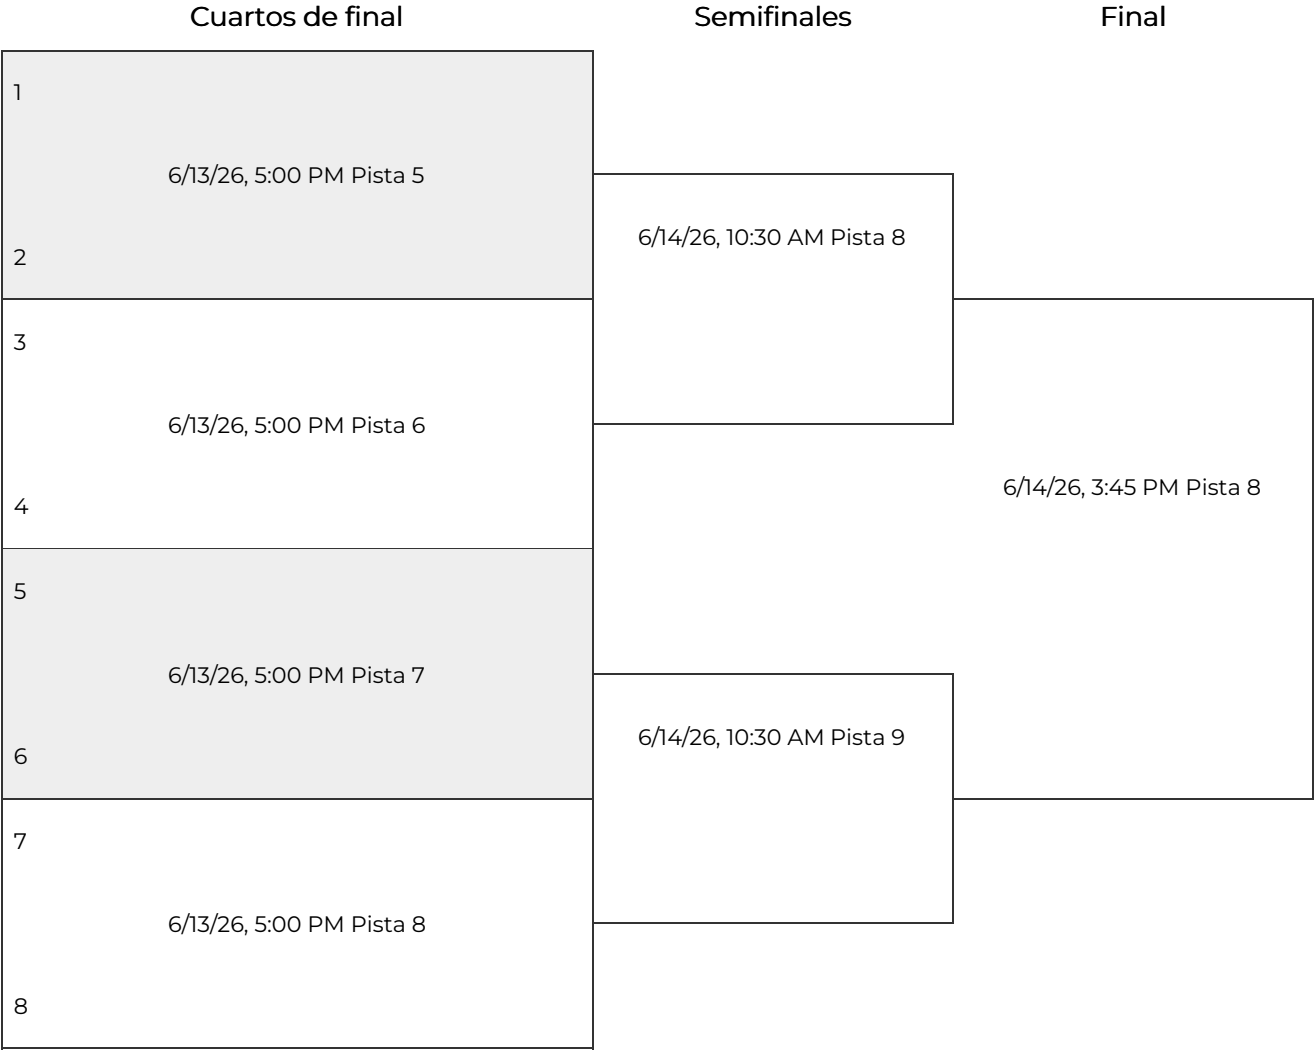 Cuartos de final
Semifinales
Final
1
6/13/26, 5:00 PM Pista 5
2
6/14/26, 10:30 AM Pista 8
3
6/13/26, 5:00 PM Pista 6
4
6/14/26, 3:45 PM Pista 8
5
6/13/26, 5:00 PM Pista 7
6
6/14/26, 10:30 AM Pista 9
7
6/13/26, 5:00 PM Pista 8
8